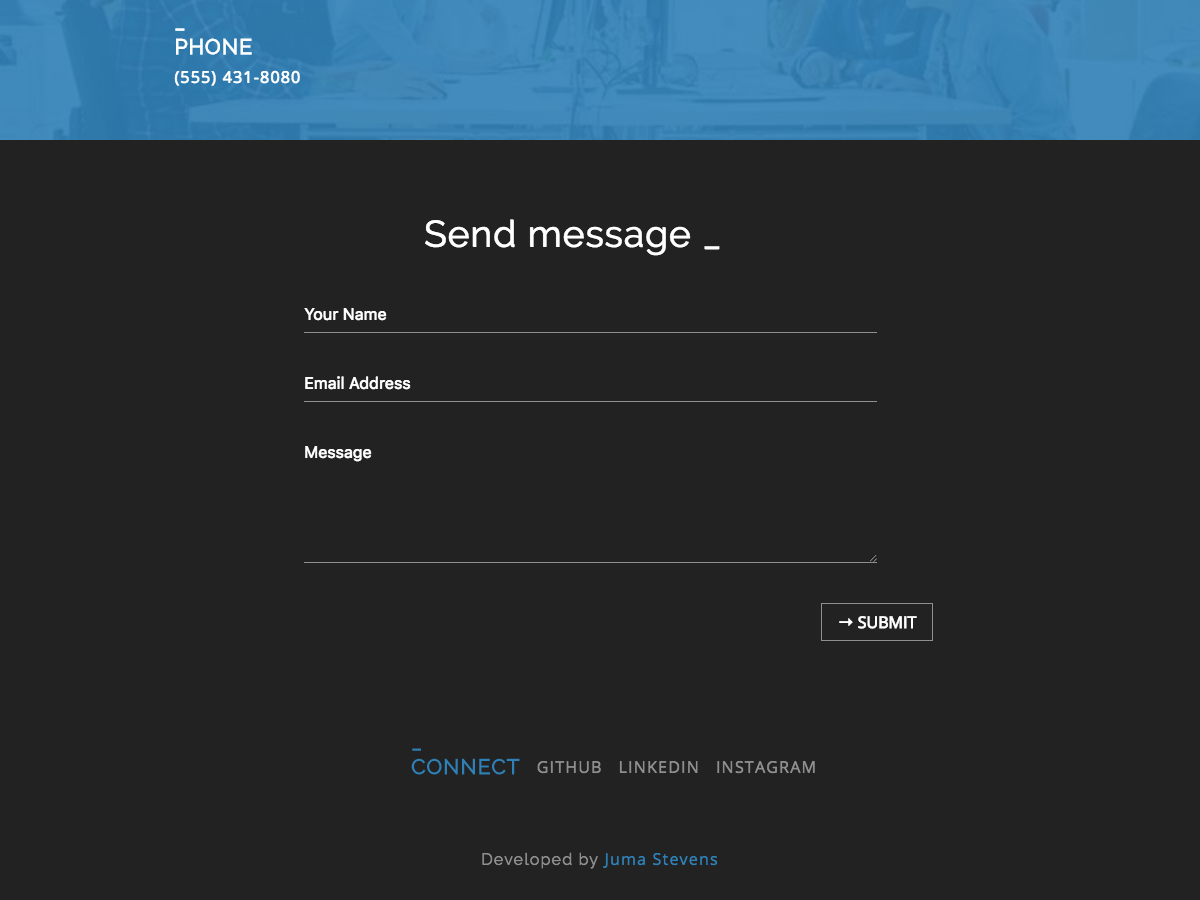 PHONE
(555) 431-8080
Send message _
Your Name
Email Address
Message
→ SUBMIT
CONNECT GITHUB LINKEDIN INSTAGRAM
Developed by Juma Stevens